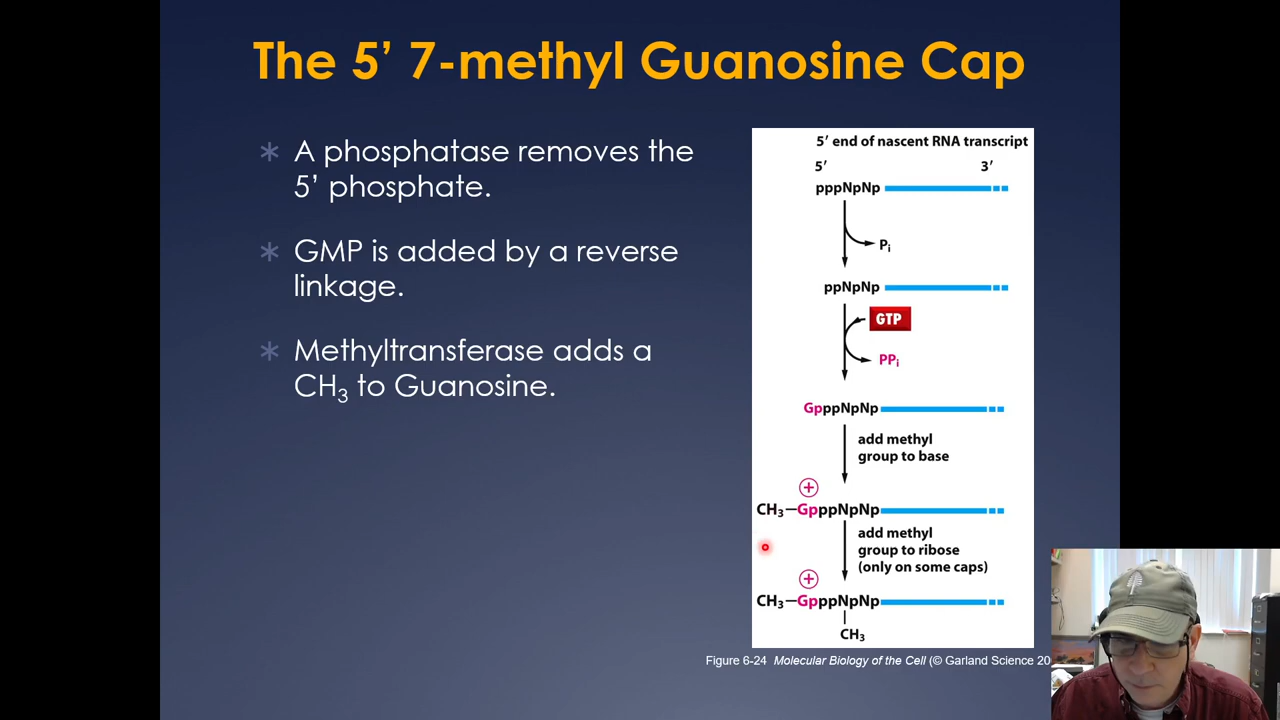 The 5’ 7-methyl Guanosine Cap
A phosphatase removes the
5’ phosphate.
GMP is added by a reverse
linkage.
Methyltransferase adds a
CH₃ to Guanosine.
5′ end of nascent RNA transcript
5′ 3′
pppNpNp
Pᵢ
ppNpNp
GTP
PPᵢ
GpppNpNp
add methyl
group to base
+
CH₃—GpppNpNp
add methyl
group to ribose
(only on some caps)
+
CH₃—GpppNpNp
CH₃
Figure 6-24 Molecular Biology of the Cell (© Garland Science 20